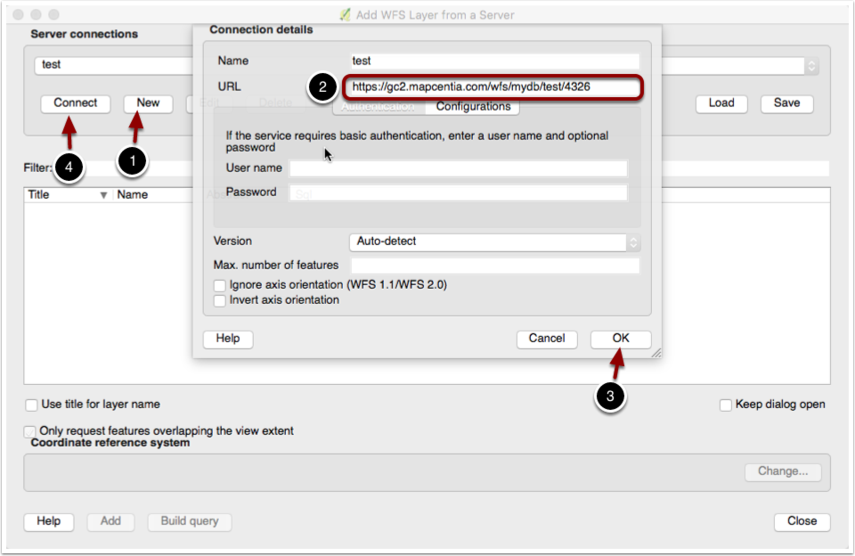 Add WFS Layer from a Server
Server connections
Connection details
test
Name
test
URL
2
https://gc2.mapcentia.com/wfs/mydb/test/4326
Connect
New
Edit
Delete
Load
Save
Authentication
Configurations
If the service requires basic authentication, enter a user name and optional
password
4
1
Filter:
User name
Title
Name
Sql
Password
Version
Auto-detect
Max. number of features
Ignore axis orientation (WFS 1.1/WFS 2.0)
Invert axis orientation
Help
Cancel
OK
3
Use title for layer name
Keep dialog open
Only request features overlapping the view extent
Coordinate reference system
Change...
Help
Add
Build query
Close